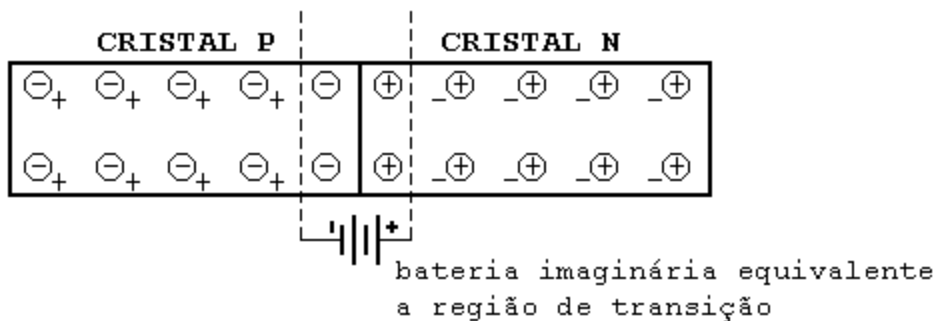 CRISTAL P CRISTAL N
bateria imaginária equivalente
a região de transição